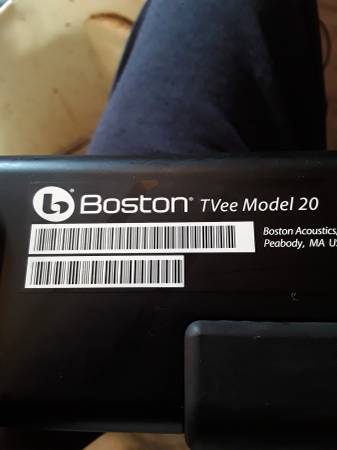 b Boston® TVee Model 20
Boston Acoustics,
Peabody, MA US